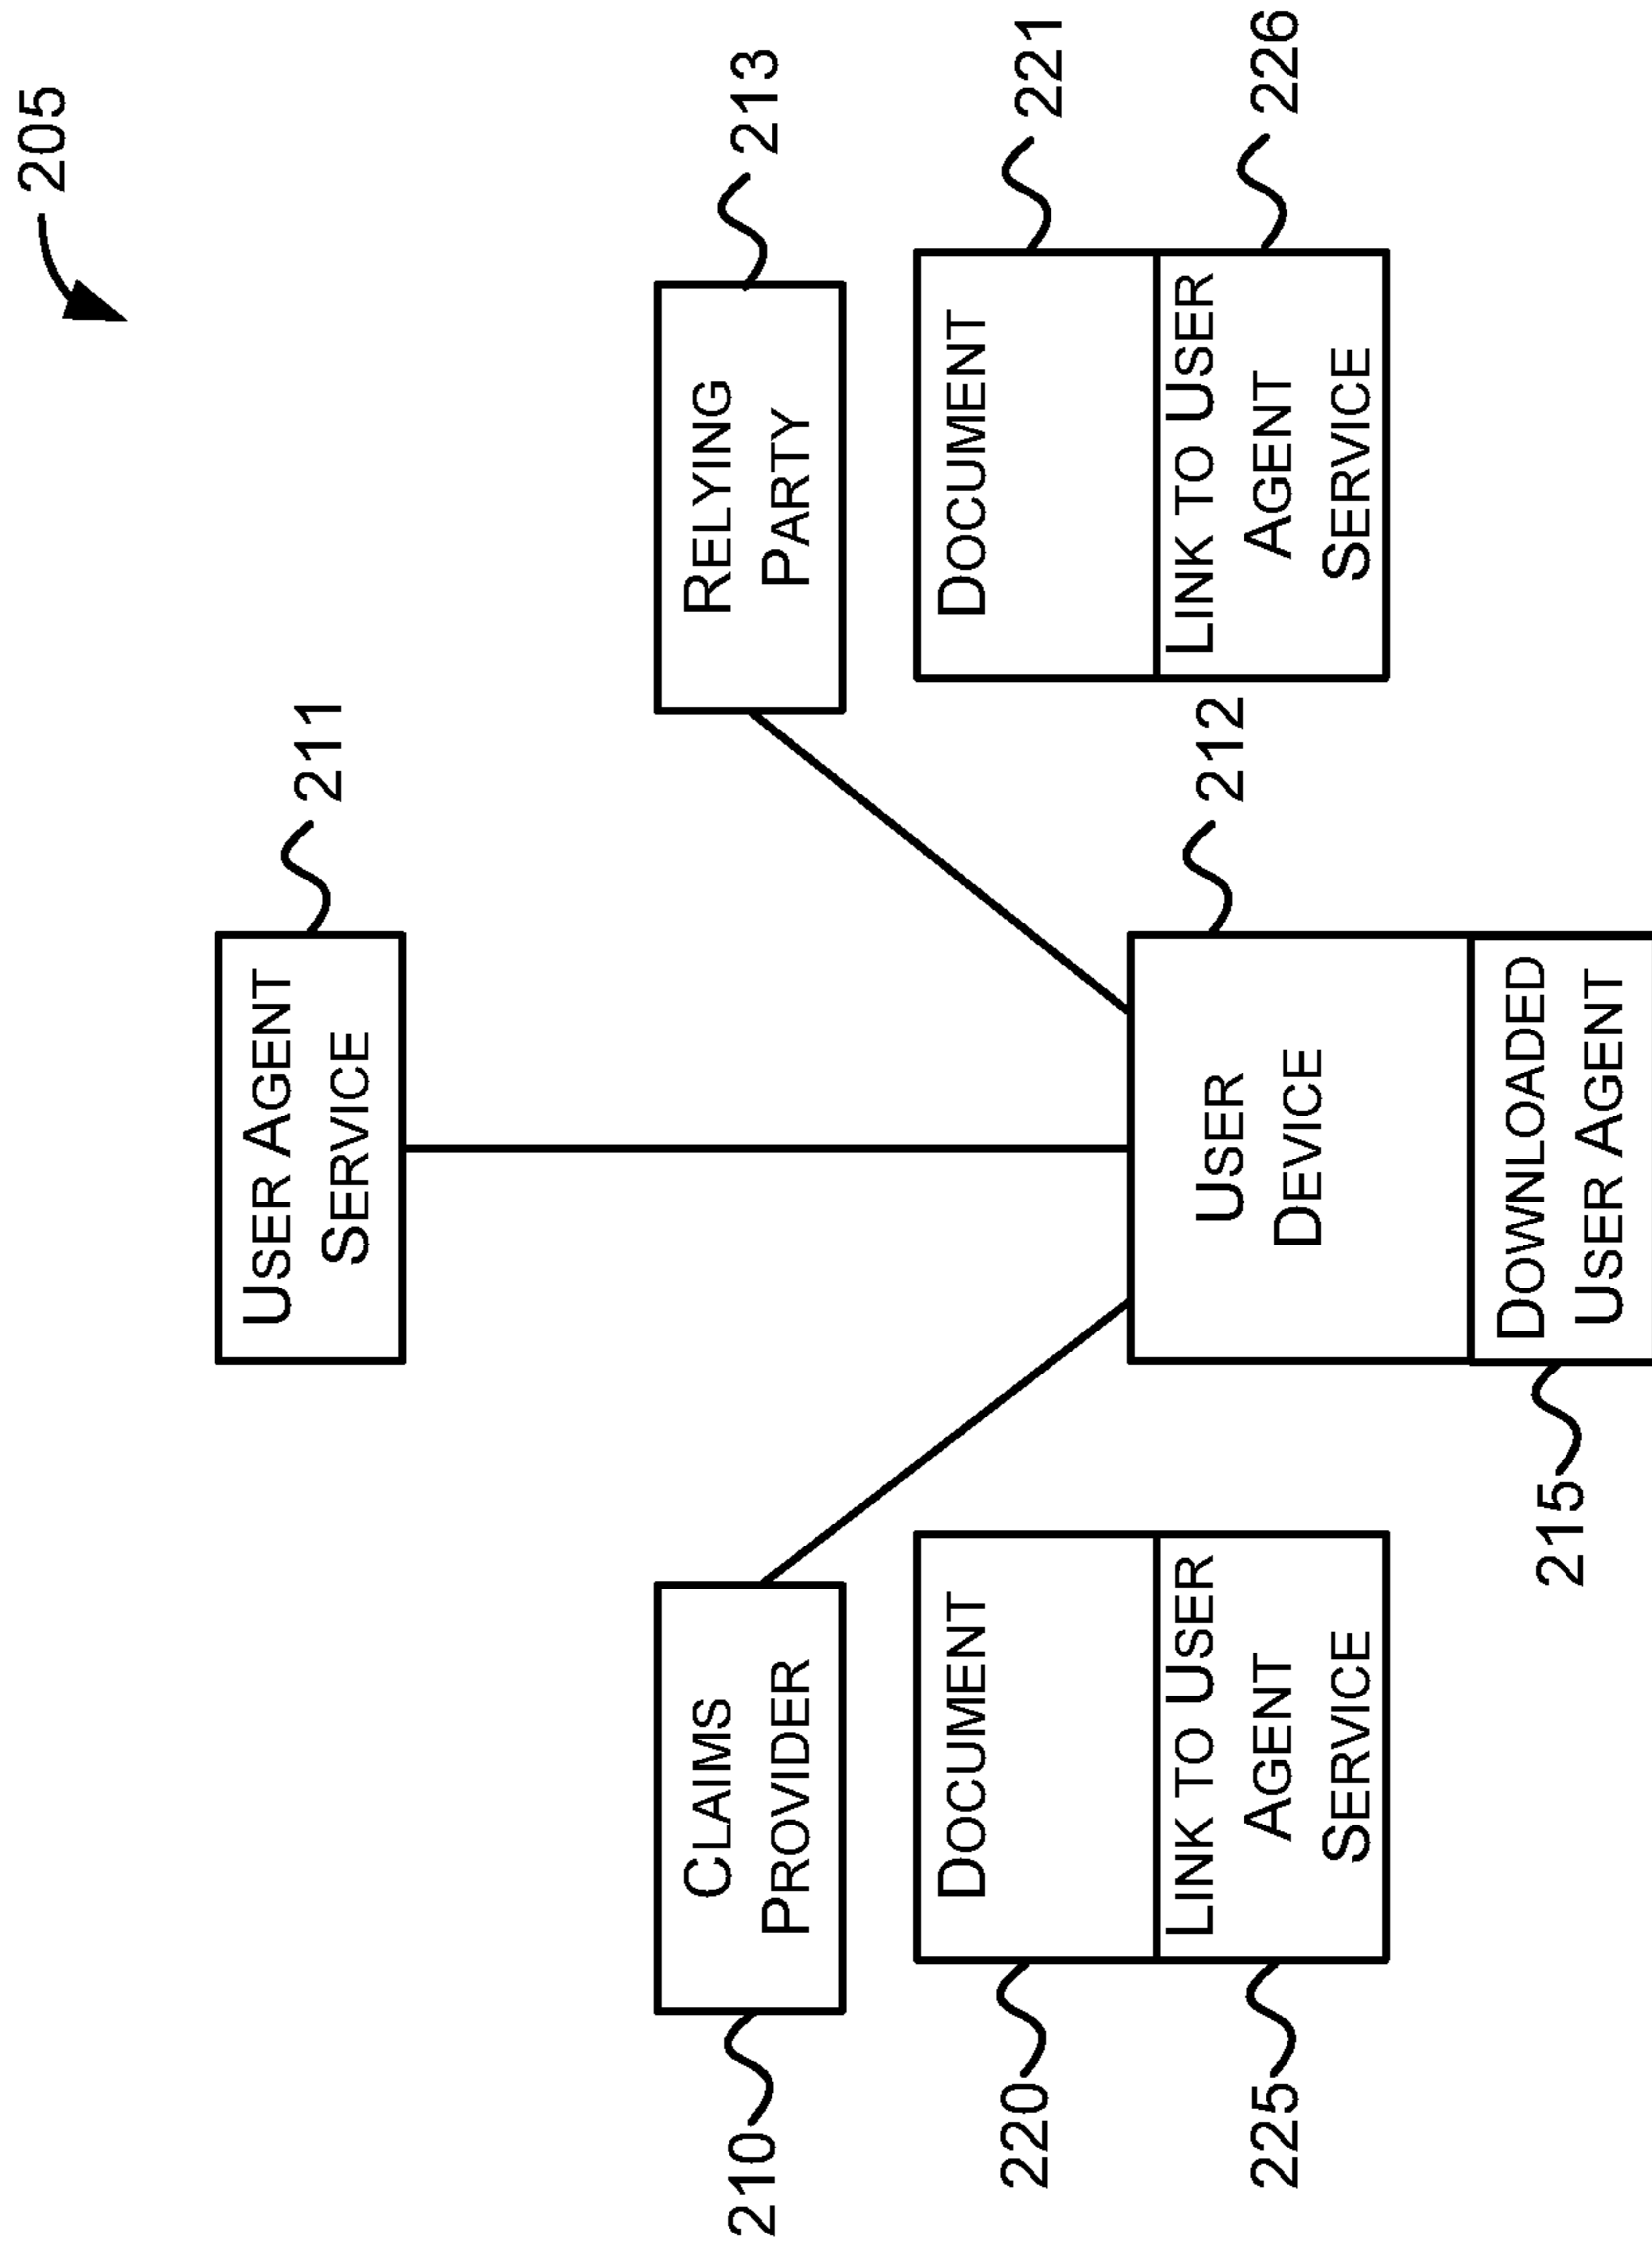 205
USER AGENT
SERVICE
211
CLAIMS
PROVIDER
210
RELYING
PARTY
213
DOCUMENT
220
LINK TO USER
AGENT
SERVICE
225
USER
DEVICE
212
DOWNLOADED
USER AGENT
215
DOCUMENT
221
LINK TO USER
AGENT
SERVICE
226